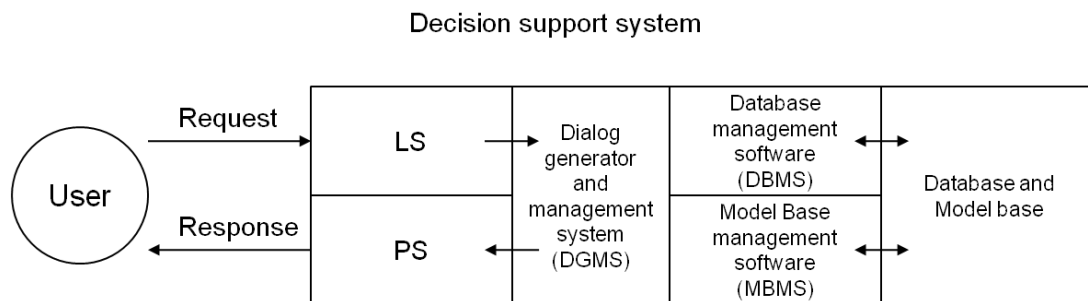 Decision support system
Request
User
Response
LS
PS
Dialog
generator
and
management
system
(DGMS)
Database
management
software
(DBMS)
Model Base
management
software
(MBMS)
Database and
Model base